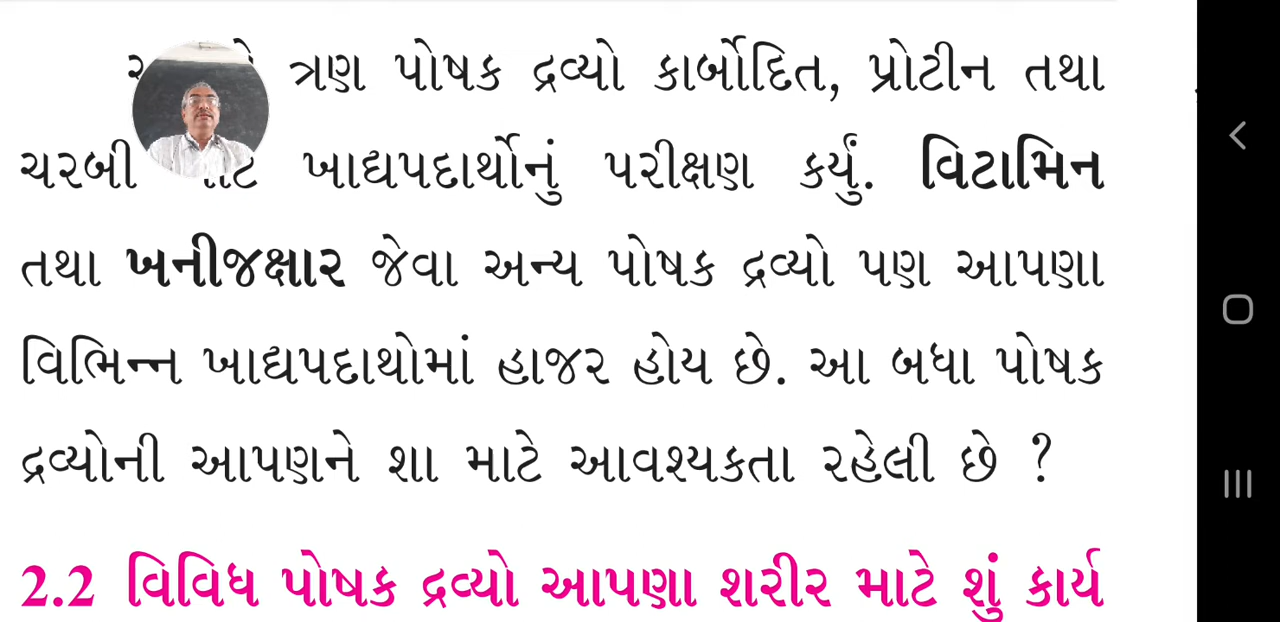 ત્રણ પોષક દ્રવ્યો કાર્બોદિત, પ્રોટીન તથા
ચરબી ખાદ્યપદાર્થોનું પરીક્ષણ કર્યું. વિટામિન
તથા ખનીજક્ષાર જેવા અન્ય પોષક દ્રવ્યો પણ આપણા
વિભિન્ન ખાદ્યપદાથોમાં હાજર હોય છે. આ બધા પોષક
દ્રવ્યોની આપણને શા માટે આવશ્યકતા રહેલી છે ?
2.2 વિવિધ પોષક દ્રવ્યો આપણા શરીર માટે શું કાર્ય